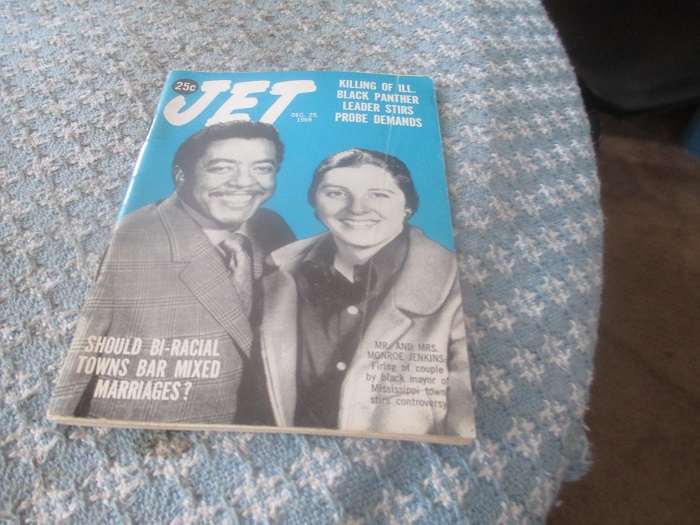 25c
JET
DEC. 25,
1969
KILLING OF ILL.
BLACK PANTHER
LEADER STIRS
PROBE DEMANDS
SHOULD BI-RACIAL
TOWNS BAR MIXED
MARRIAGES?
MR. AND MRS.
MONROE JENKINS:
Firing of couple
by black mayor of
Mississippi town
stirs controversy